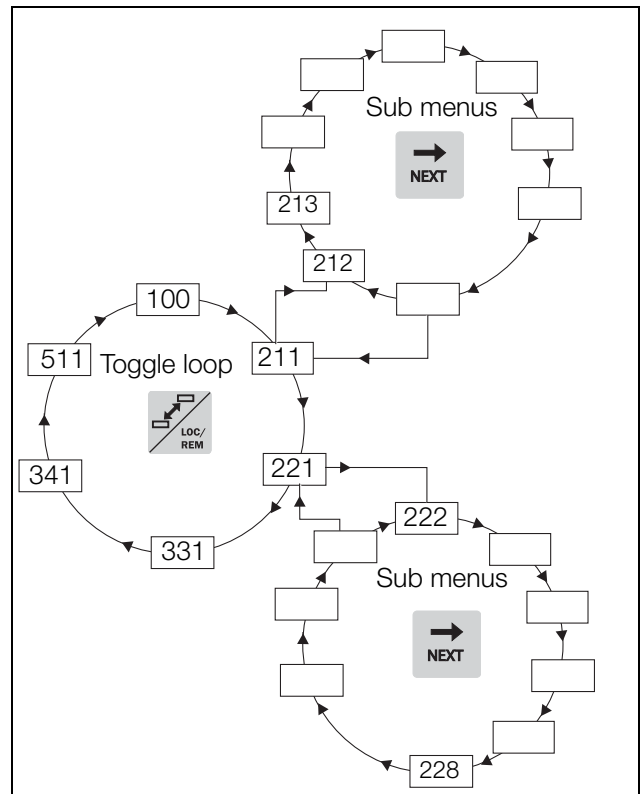 Sub menus
NEXT
213
212
100
511
Toggle loop
211
LOC/
REM
341
221
222
331
Sub menus
NEXT
228